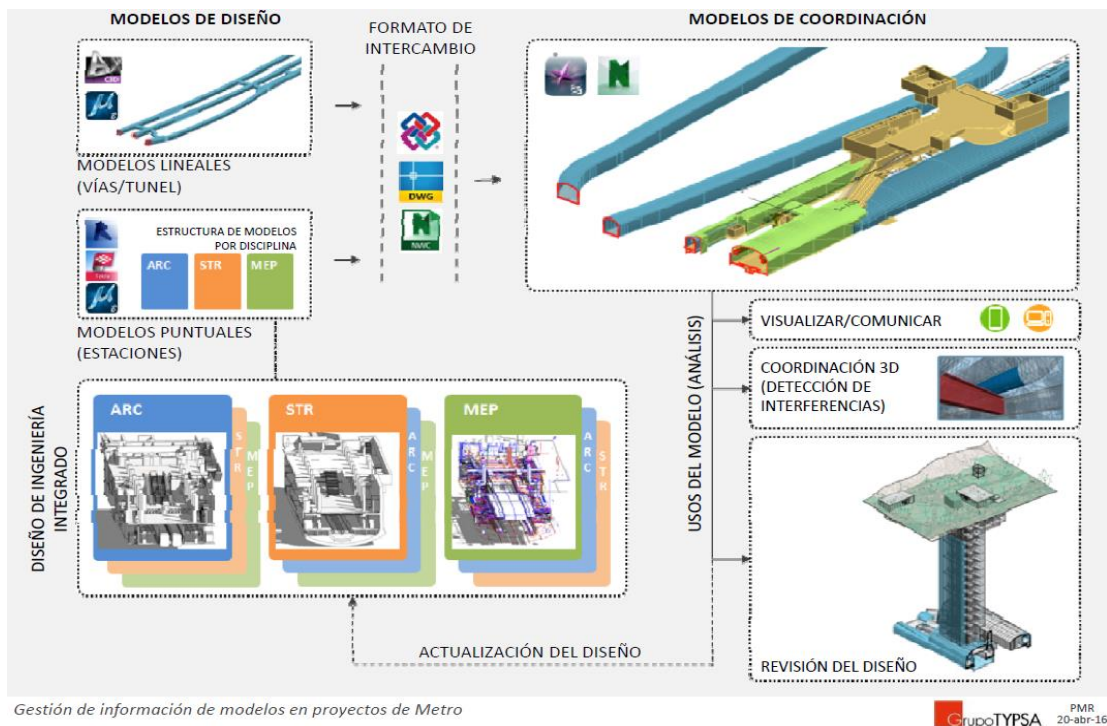 MODELOS DE DISEÑO
FORMATO DE
INTERCAMBIO
MODELOS DE COORDINACIÓN
MODELOS LINEALES
(VÍAS/TUNEL)
DWG
NWC
ESTRUCTURA DE MODELOS
POR DISCIPLINA
ARC
STR
MEP
MODELOS PUNTUALES
(ESTACIONES)
USOS DEL MODELO (ANÁLISIS)
VISUALIZAR/COMUNICAR
COORDINACIÓN 3D
(DETECCIÓN DE
INTERFERENCIAS)
DISEÑO DE INGENIERÍA
INTEGRADO
ARC
STR
MEP
STR
MEP
ARC
MEP
ARC
STR
REVISIÓN DEL DISEÑO
ACTUALIZACIÓN DEL DISEÑO
Gestión de información de modelos en proyectos de Metro
GrupoTYPSA
PMR
20-abr-16